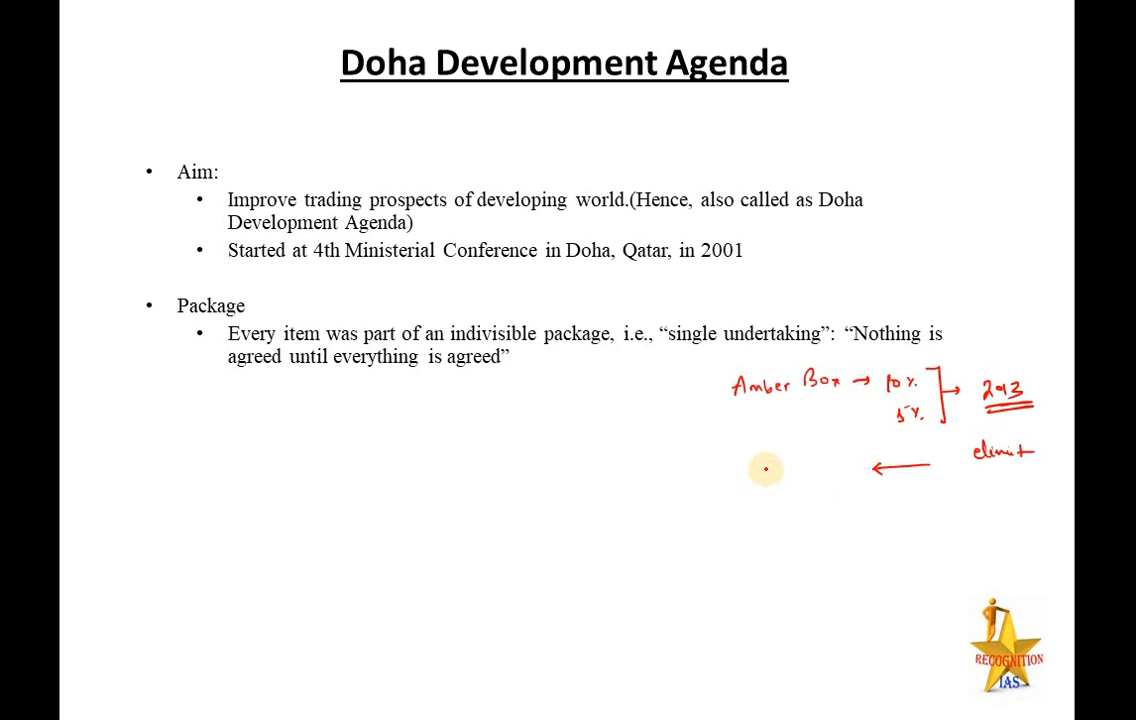 Doha Development Agenda
• Aim:
• Improve trading prospects of developing world.(Hence, also called as Doha
Development Agenda)
• Started at 4th Ministerial Conference in Doha, Qatar, in 2001
• Package
• Every item was part of an indivisible package, i.e., “single undertaking”: “Nothing is
agreed until everything is agreed”
Amber Box → 10%.
5%.
RECOGNITION
IAS